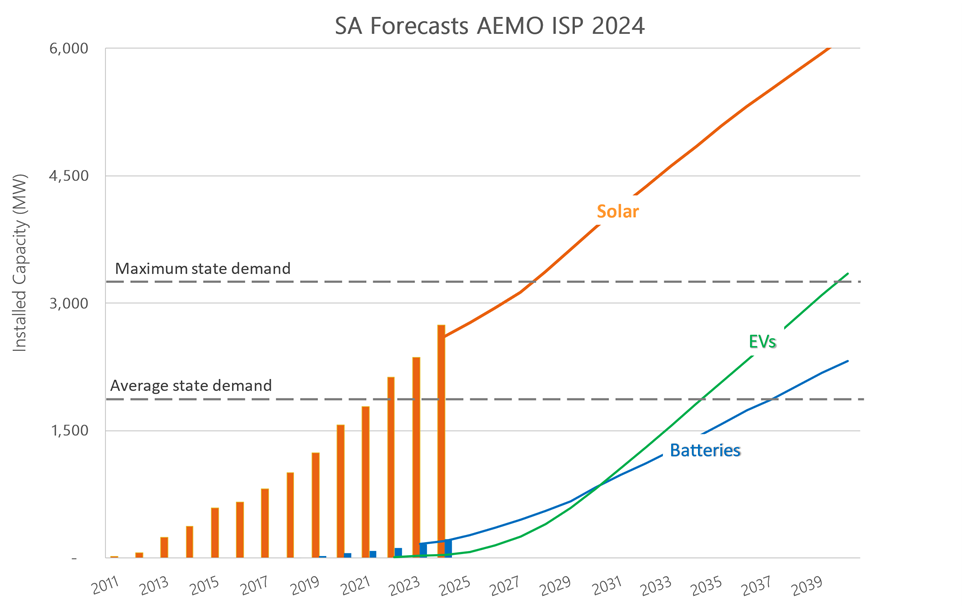 SA Forecasts AEMO ISP 2024
6,000
4,500
3,000
1,500
-
Installed Capacity (MW)
Solar
Maximum state demand
EVs
Average state demand
Batteries
2011 2013 2015 2017 2019 2021 2023 2025 2027 2029 2031 2033 2035 2037 2039